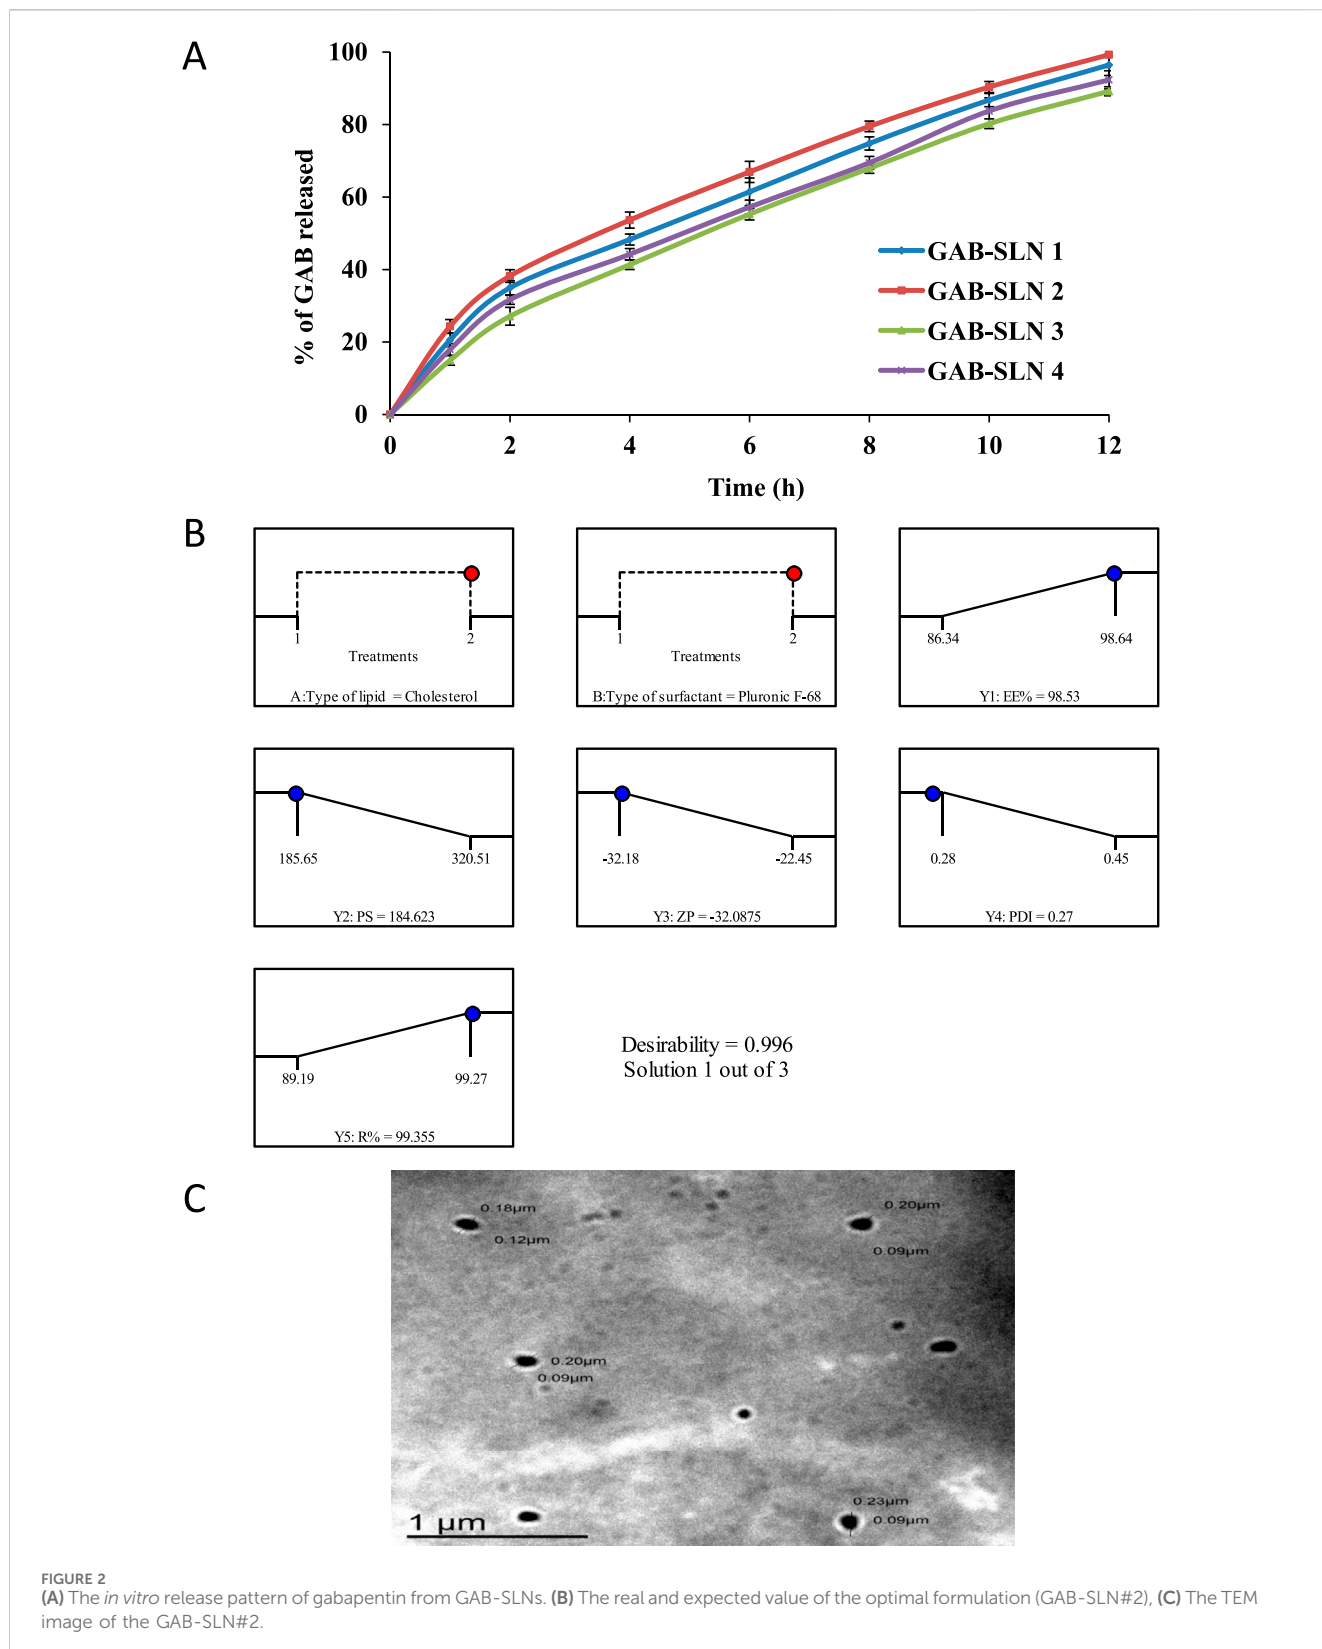 A
100
80
60
40
20
0
% of GAB released
0 2 4 6 8 10 12
Time (h)
GAB-SLN 1
GAB-SLN 2
GAB-SLN 3
GAB-SLN 4
B
1 2
Treatments
A:Type of lipid = Cholesterol
1 2
Treatments
B:Type of surfactant = Pluronic F-68
86.34 98.64
Y1: EE% = 98.53
185.65 320.51
Y2: PS = 184.623
-32.18 -22.45
Y3: ZP = -32.0875
0.28 0.45
Y4: PDI = 0.27
89.19 99.27
Y5: R% = 99.355
Desirability = 0.996
Solution 1 out of 3
C
0.18µm
0.12µm
0.20µm
0.09µm
0.20µm
0.09µm
0.23µm
0.09µm
1 µm
FIGURE 2
(A) The in vitro release pattern of gabapentin from GAB-SLNs. (B) The real and expected value of the optimal formulation (GAB-SLN#2), (C) The TEM
image of the GAB-SLN#2.